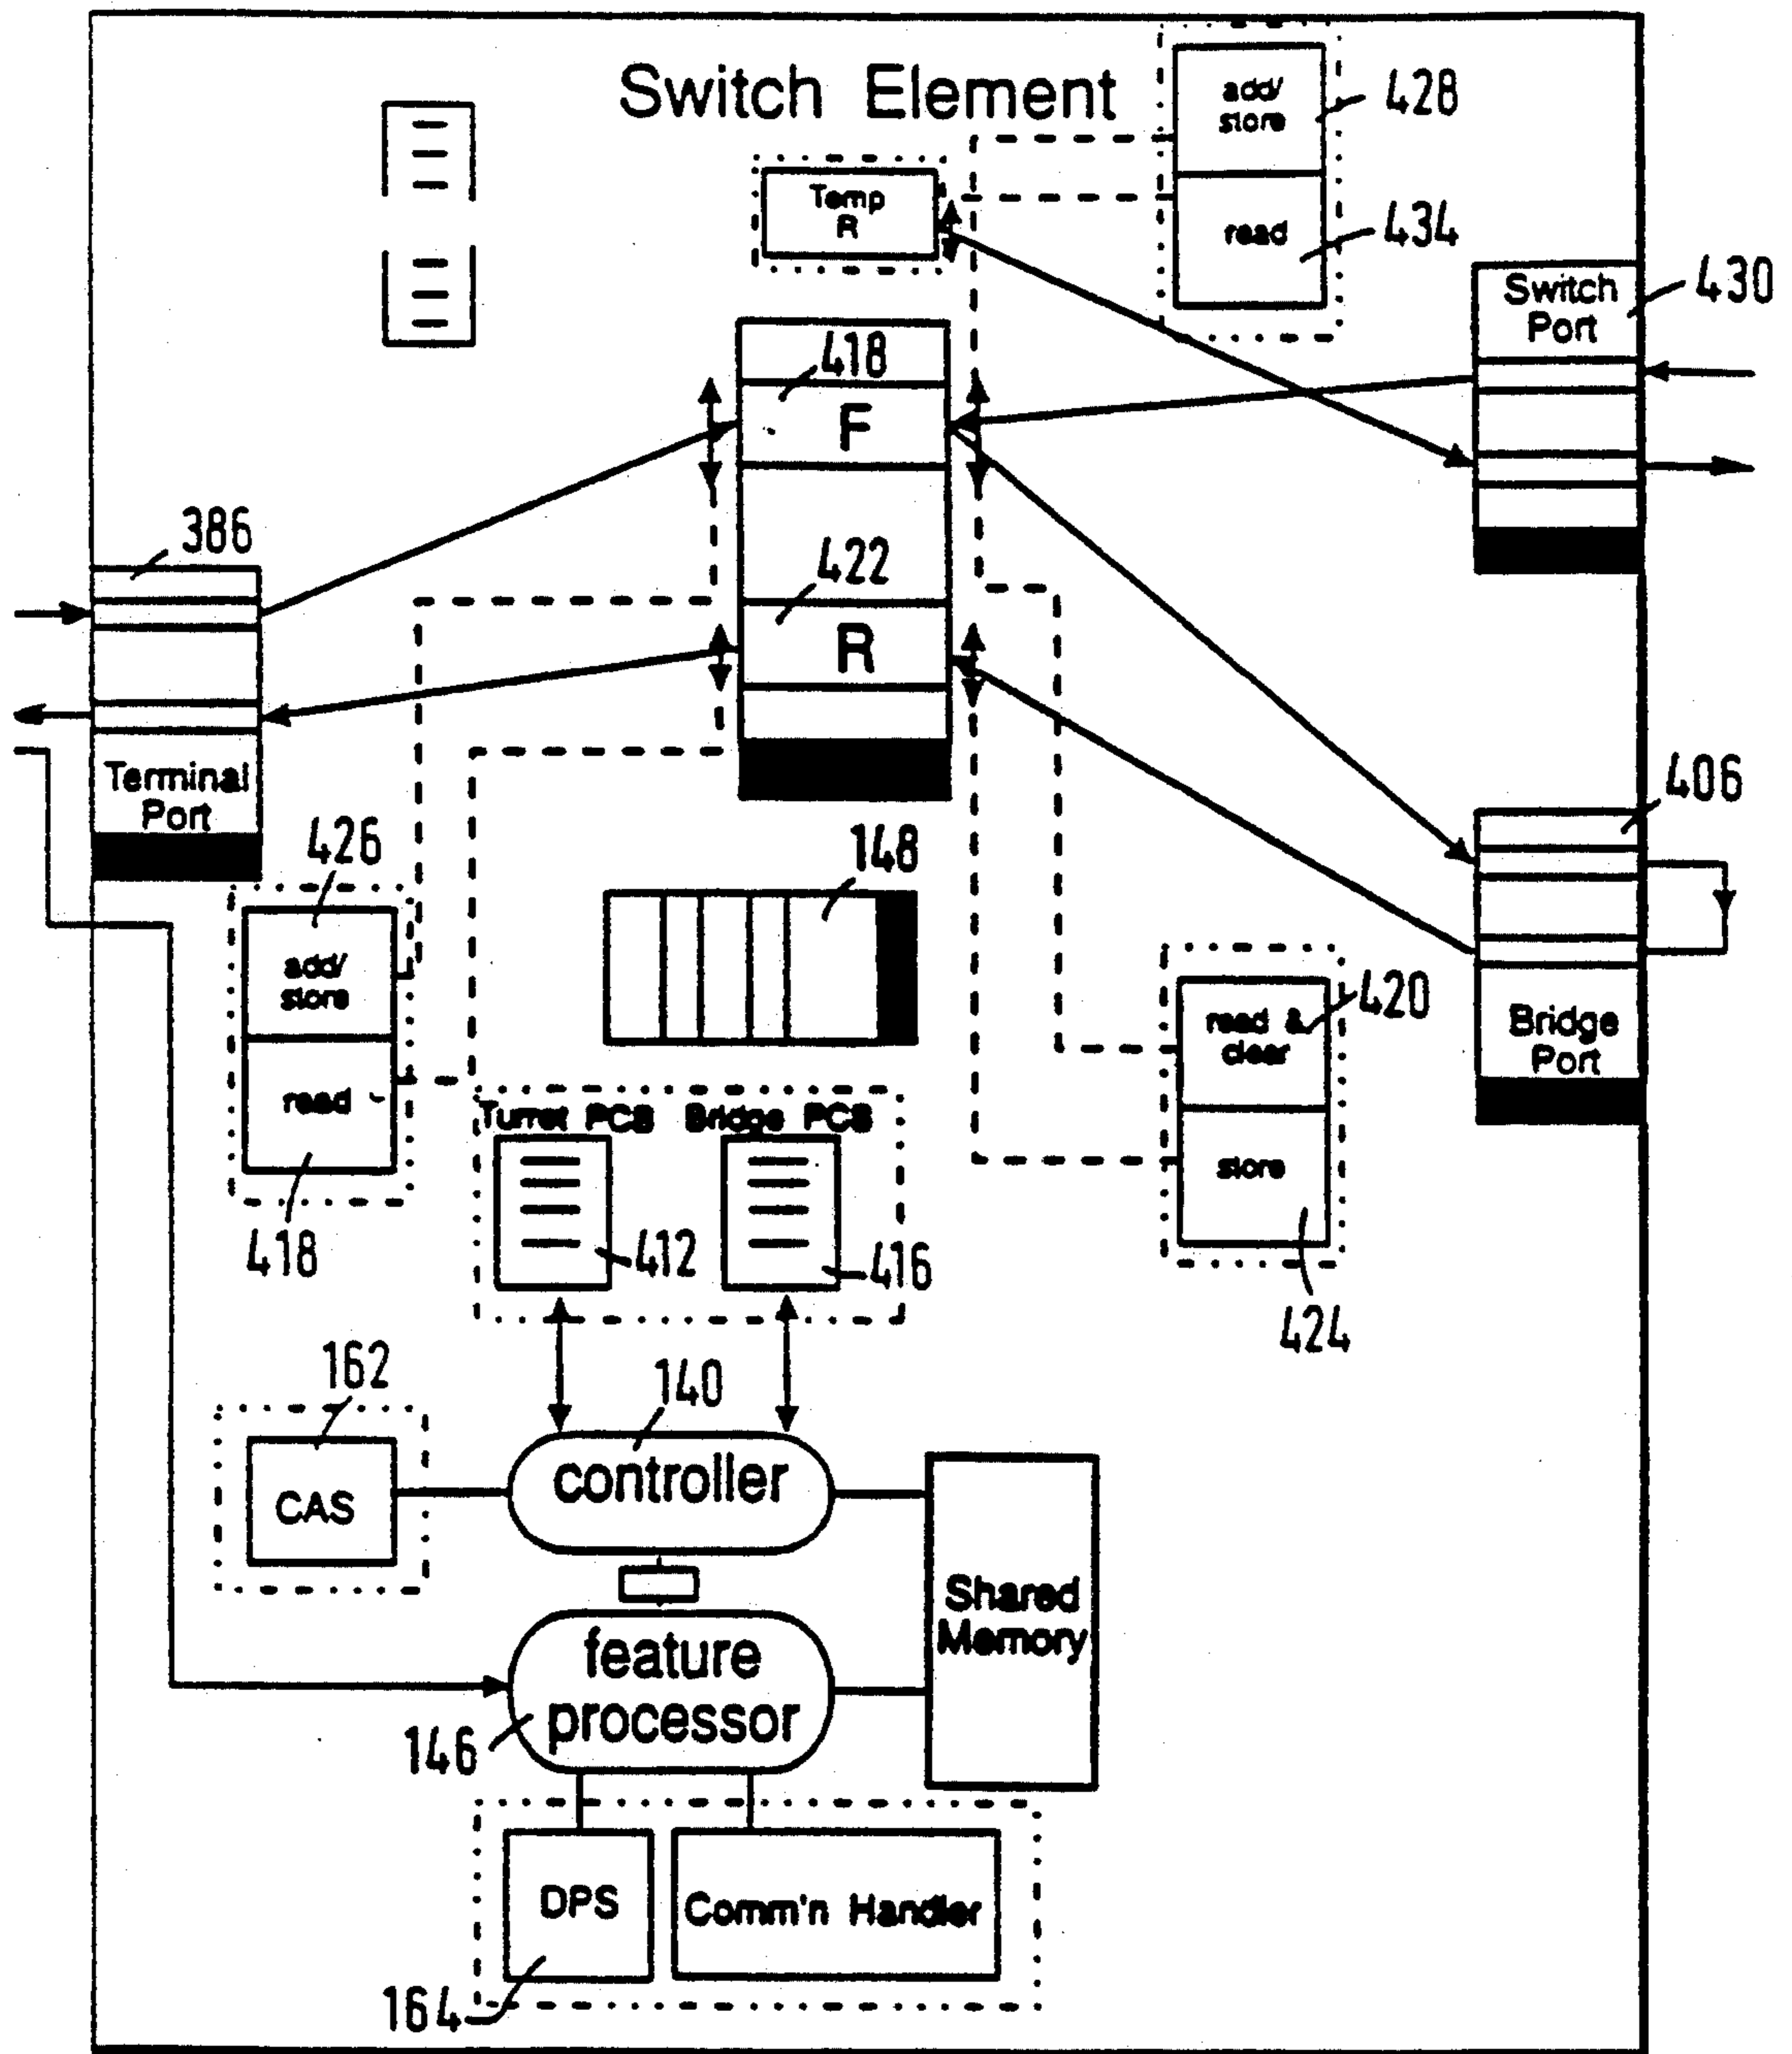 Switch Element
add/
store
428
Temp
R
read
434
Switch
Port
430
418
F
386
422
R
Terminal
Port
406
426
148
add/
store
read &
clear
420
Bridge
Port
read
Turret PCB
Bridge PCB
store
418
412
416
424
162
140
CAS
controller
Shared
Memory
feature
processor
146
DPS
Comm'n Handler
164